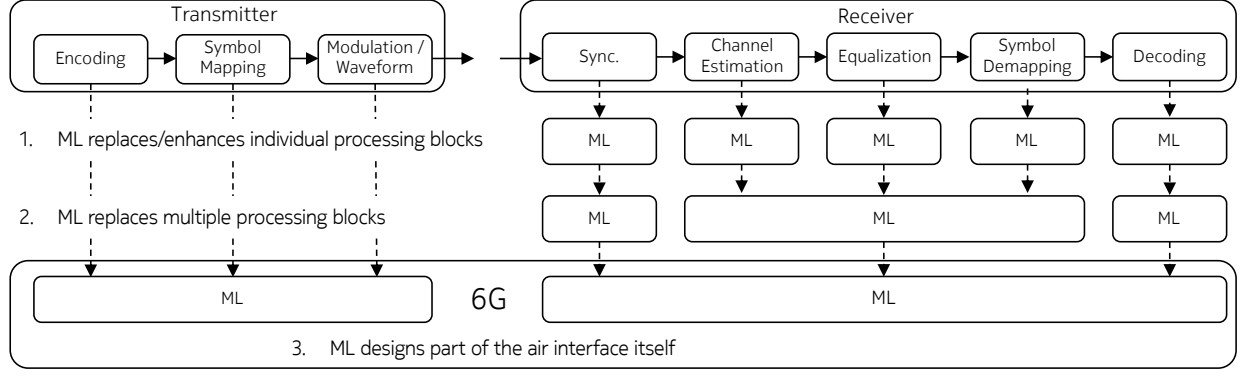 Transmitter
Receiver
Encoding
Symbol
Mapping
Modulation /
Waveform
Sync.
Channel
Estimation
Equalization
Symbol
Demapping
Decoding
1. ML replaces/enhances individual processing blocks
ML
ML
ML
ML
ML
2. ML replaces multiple processing blocks
ML
ML
ML
ML
6G
ML
3. ML designs part of the air interface itself